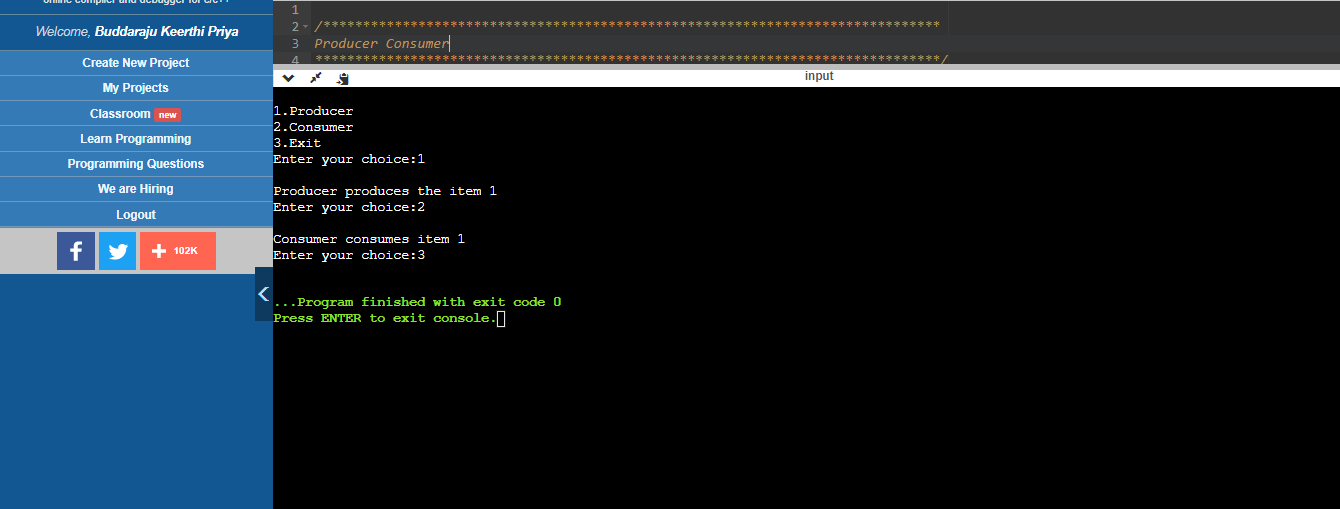 online compiler and debugger for c/c++
Welcome, Buddaraju Keerthi Priya
Create New Project
My Projects
Classroom new
Learn Programming
Programming Questions
We are Hiring
Logout
102K
1
2 /******************************************************************************
3 Producer Consumer
4 *******************************************************************************/
input
1.Producer
2.Consumer
3.Exit
Enter your choice:1
Producer produces the item 1
Enter your choice:2
Consumer consumes item 1
Enter your choice:3
...Program finished with exit code 0
Press ENTER to exit console.